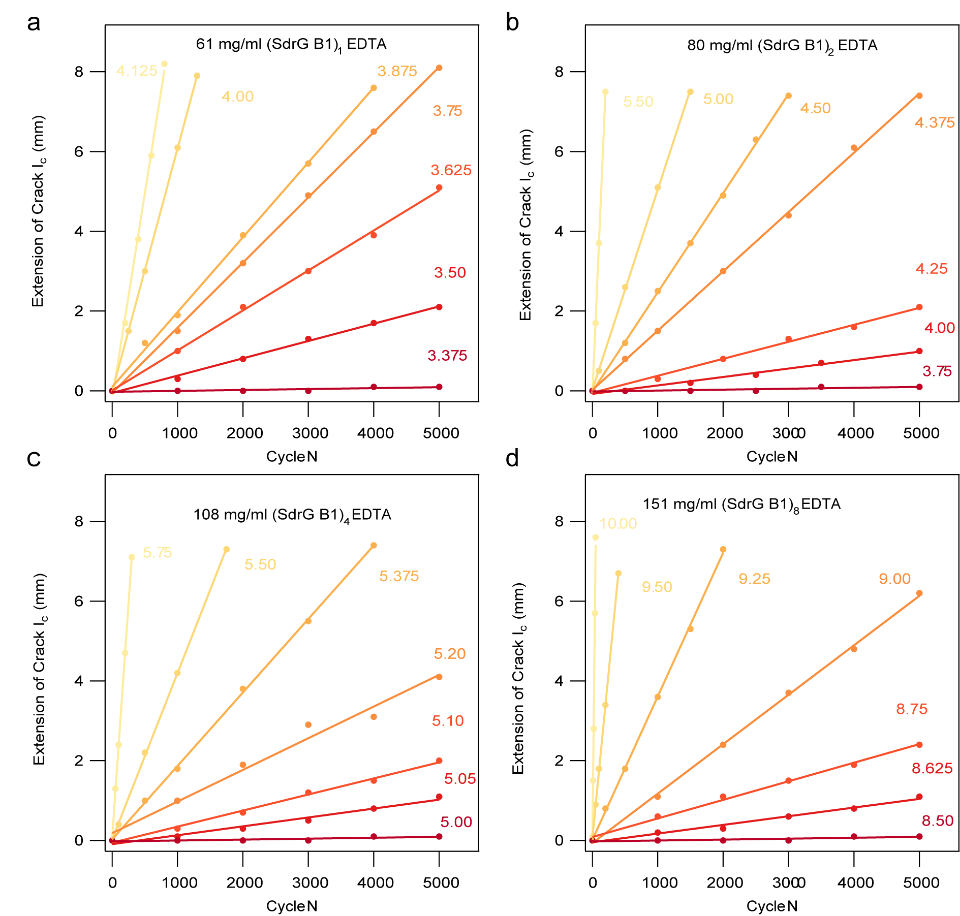 a
61 mg/ml (SdrG B1)1 EDTA
4.125
4.00
3.875
3.75
3.625
3.50
3.375
8
6
4
2
0
Extension of Crack lc (mm)
0 1000 2000 3000 4000 5000
Cycle N
b
80 mg/ml (SdrG B1)2 EDTA
5.50
5.00
4.50
4.375
4.25
4.00
3.75
8
6
4
2
0
Extension of Crack lc (mm)
0 1000 2000 3000 4000 5000
Cycle N
c
108 mg/ml (SdrG B1)4 EDTA
5.75
5.50
5.375
5.20
5.10
5.05
5.00
8
6
4
2
0
Extension of Crack lc (mm)
0 1000 2000 3000 4000 5000
Cycle N
d
151 mg/ml (SdrG B1)8 EDTA
10.00
9.50
9.25
9.00
8.75
8.625
8.50
8
6
4
2
0
Extension of Crack lc (mm)
0 1000 2000 3000 4000 5000
Cycle N